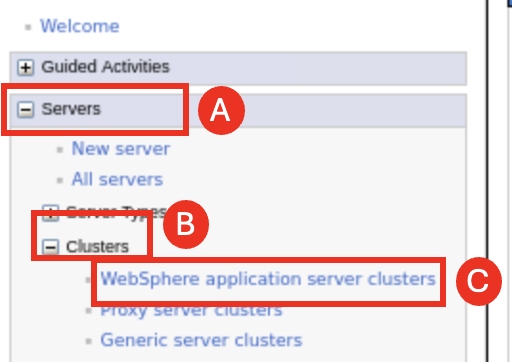 Welcome
Guided Activities
Servers
A
New server
All servers
Server Types
B
Clusters
WebSphere application server clusters
C
Proxy server clusters
Generic server clusters